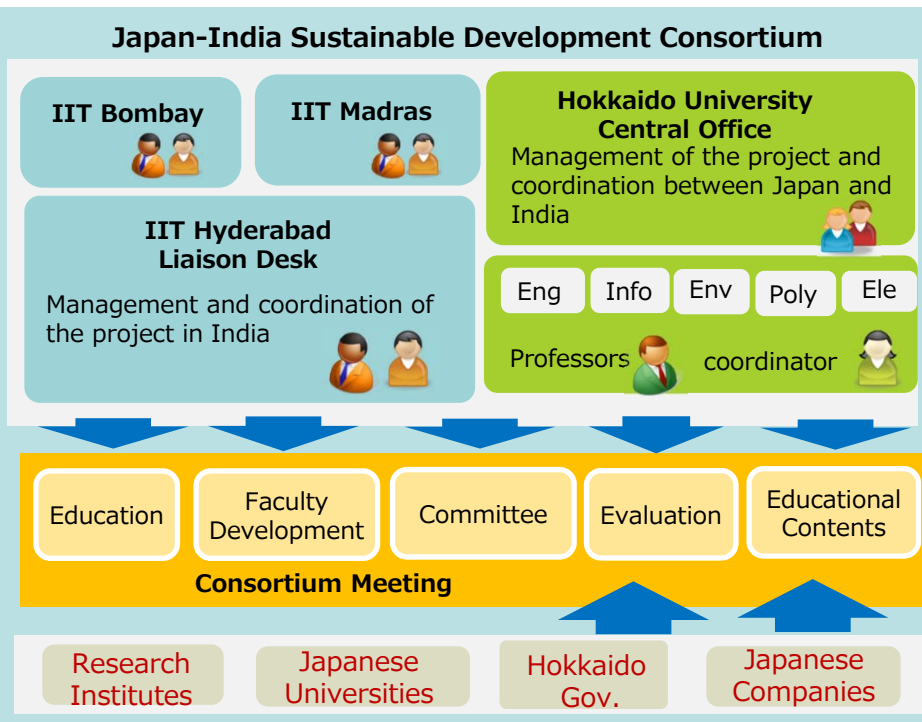 Japan-India Sustainable Development Consortium
IIT Bombay
IIT Madras
Hokkaido University
Central Office
Management of the project and
coordination between Japan and
India
IIT Hyderabad
Liaison Desk
Management and coordination of
the project in India
Eng
Info
Env
Poly
Ele
Professors
coordinator
Education
Faculty
Development
Committee
Evaluation
Educational
Contents
Consortium Meeting
Research
Institutes
Japanese
Universities
Hokkaido
Gov.
Japanese
Companies